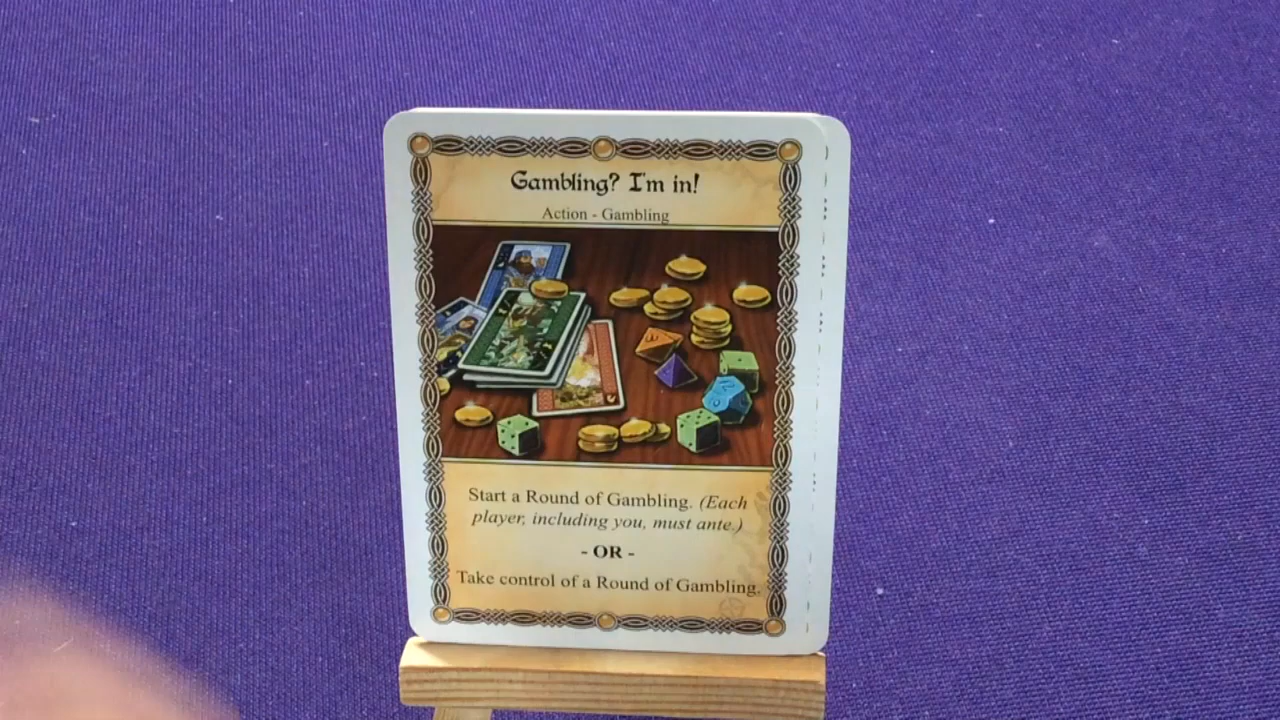 Gambling? I'm in!
Action - Gambling
Start a Round of Gambling. (Each
player, including you, must ante.)
- OR -
Take control of a Round of Gambling.